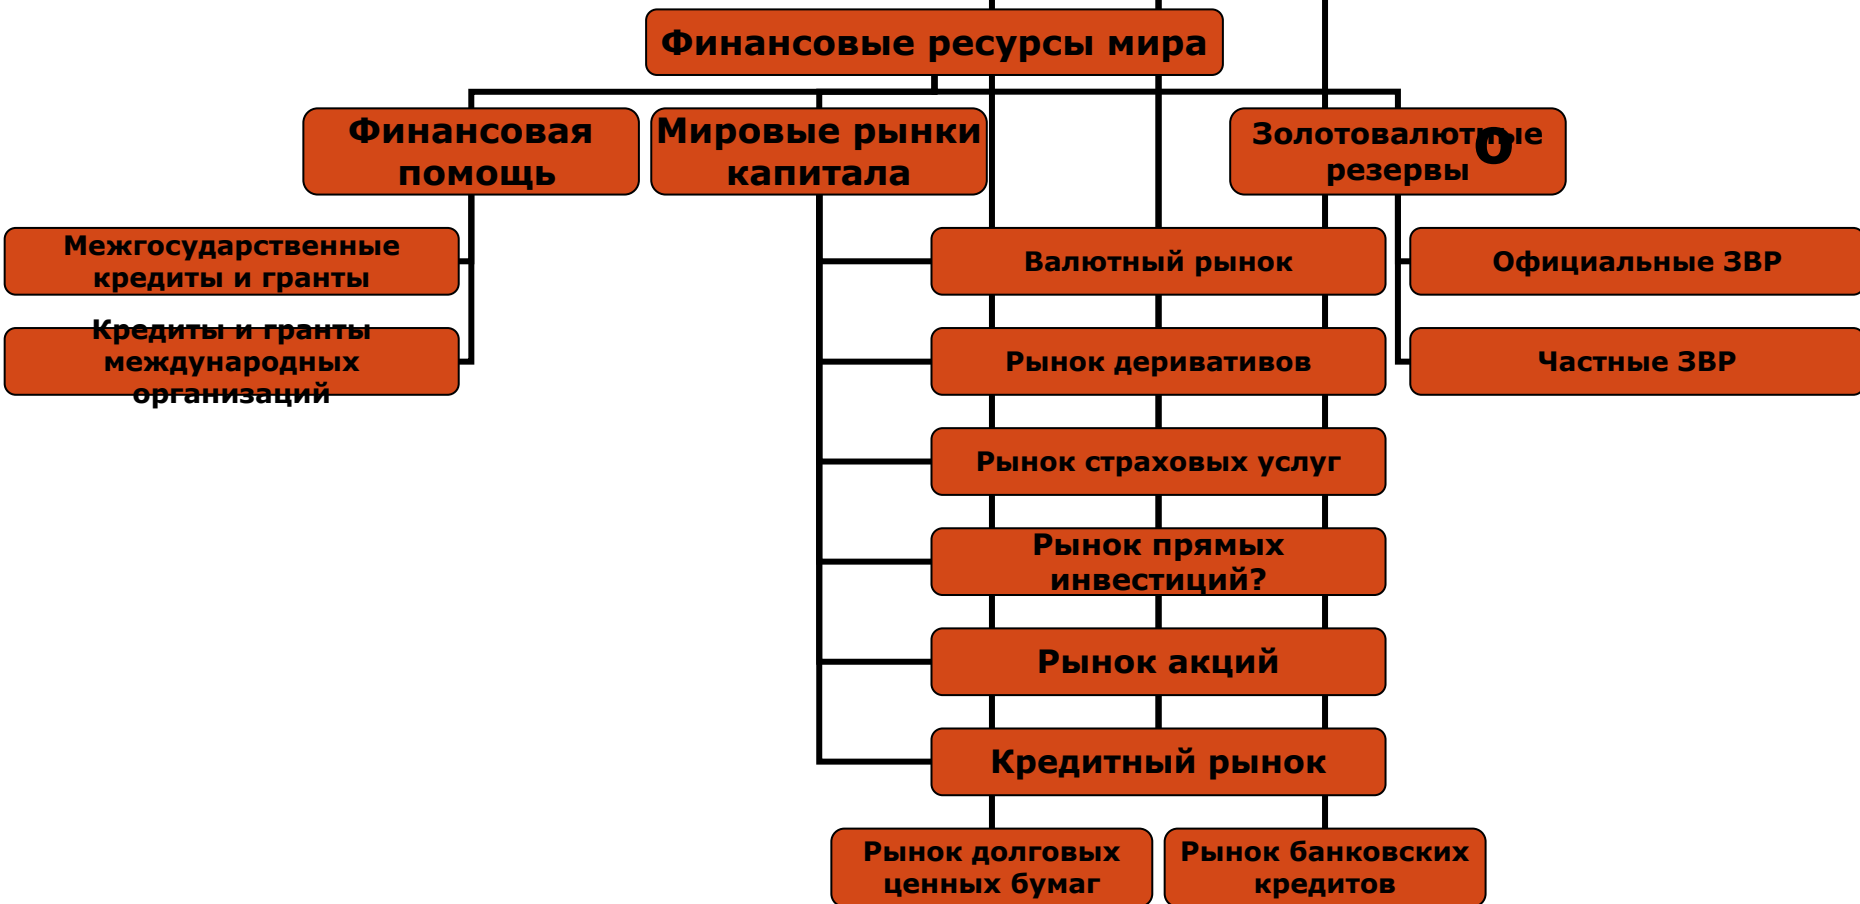 Финансовые ресурсы мира
Финансовая
помощь
Мировые рынки
капитала
Золотовалютные
резервы
о
Межгосударственные
кредиты и гранты
Кредиты и гранты
международных
организаций
Валютный рынок
Рынок деривативов
Рынок страховых услуг
Рынок прямых
инвестиций?
Рынок акций
Кредитный рынок
Рынок долговых
ценных бумаг
Рынок банковских
кредитов
Официальные ЗВР
Частные ЗВР